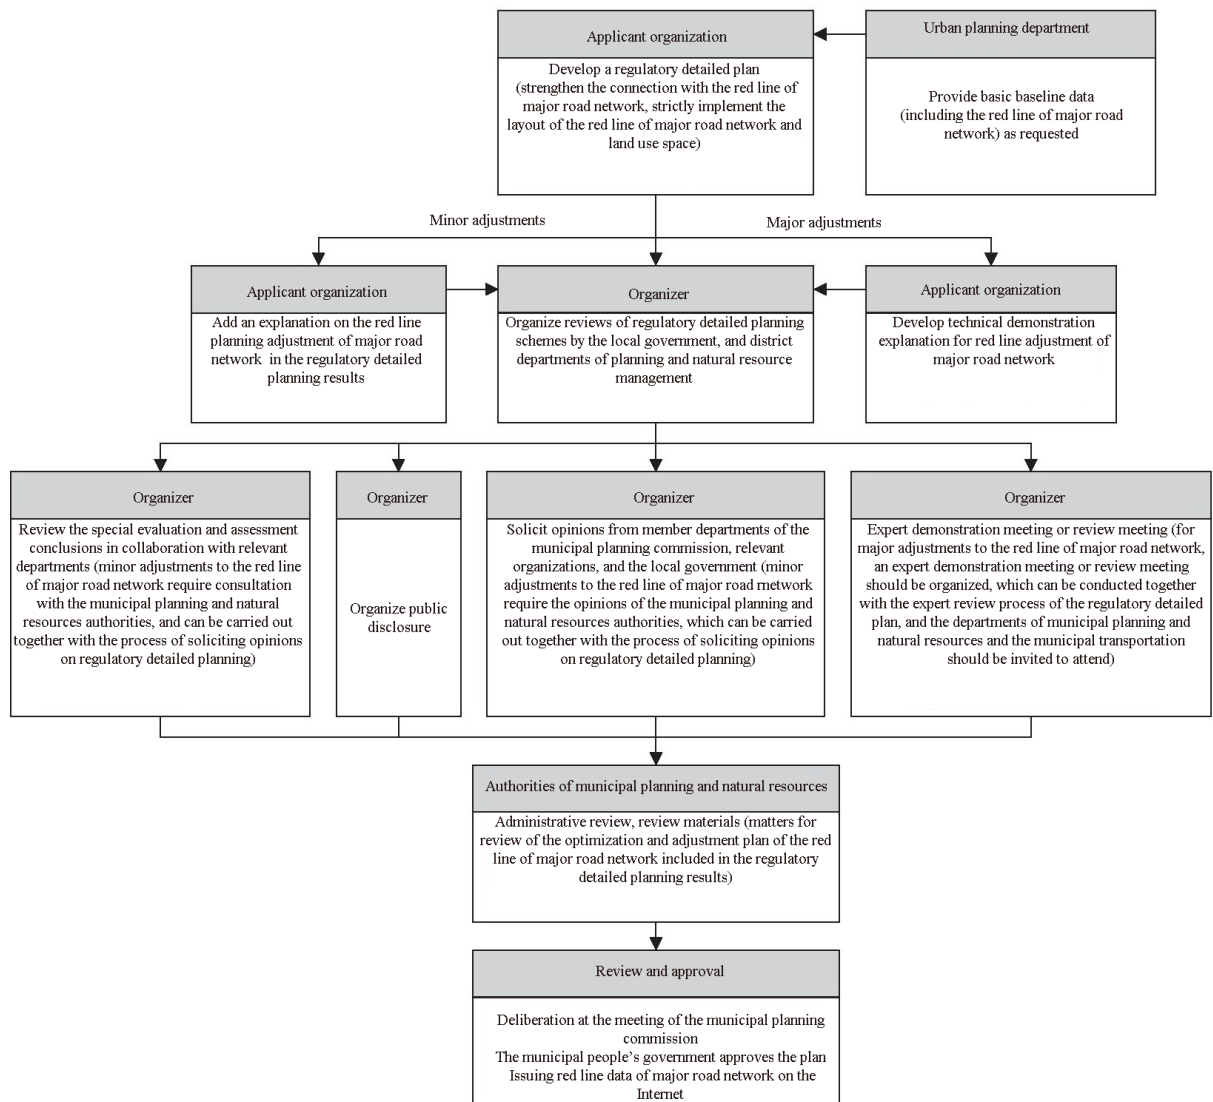 Applicant organization
Develop a regulatory detailed plan
(strengthen the connection with the red line of
major road network, strictly implement the
layout of the red line of major road network and
land use space)
Urban planning department
Provide basic baseline data
(including the red line of major road
network) as requested
Minor adjustments
Major adjustments
Applicant organization
Add an explanation on the red line
planning adjustment of major road
network in the regulatory detailed
planning results
Organizer
Organize reviews of regulatory detailed planning
schemes by the local government, and district
departments of planning and natural resource
management
Applicant organization
Develop technical demonstration
explanation for red line adjustment of
major road network
Organizer
Review the special evaluation and assessment
conclusions in collaboration with relevant
departments (minor adjustments to the red line
of major road network require consultation
with the municipal planning and natural
resources authorities, and can be carried out
together with the process of soliciting opinions
on regulatory detailed planning)
Organizer
Organize public
disclosure
Organizer
Solicit opinions from member departments of the
municipal planning commission, relevant
organizations, and the local government (minor
adjustments to the red line of major road rnetwork
require the opinions of the municipal planning and
natural resources authorities, which can be carried
out together with the process of soliciting opinions
on regulatory detailed planning)
Organizer
Expert demonstration meeting or review meeting (for
major adjustments to the red line of major road network,
an expert demonstration meeting or review meeting
should be organized, which can be conducted together
with the expert review process of the regulatory detailed
plan, and the departments of municipal planning and
natural resources and the municipal transportation
should be invited to attend)
Authorities of municipal planning and natural resources
Administrative review, review materials (matters for
review of the optimization and adjustment plan of the red
line of major road network included in the regulatory
detailed planning results)
Review and approval
Deliberation at the meeting of the municipal planning
commission
The municipal people's government approves the plan
Issuing red line data of major road network on the
Internet